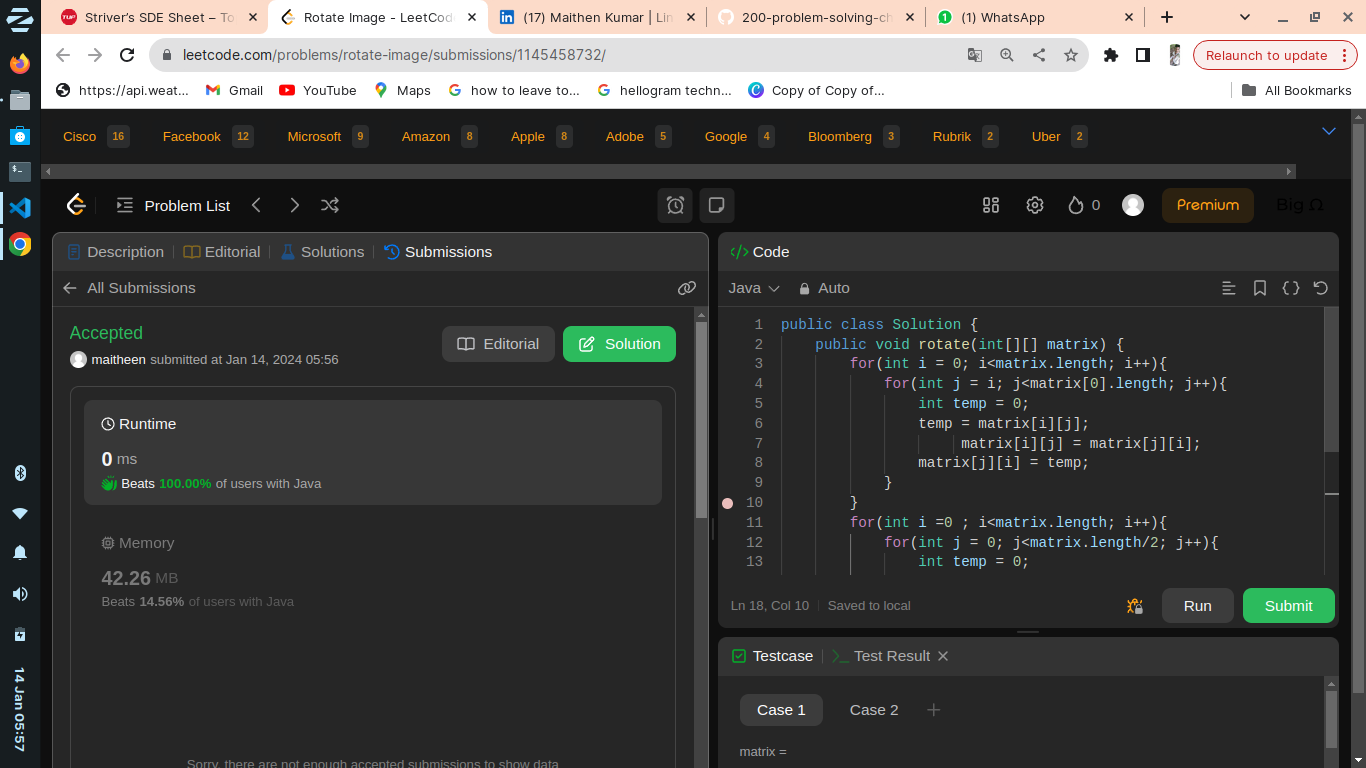 Striver's SDE Sheet – To
Rotate Image - LeetCode
(17) Maithen Kumar | Lin
200-problem-solving-ch
(1) WhatsApp
leetcode.com/problems/rotate-image/submissions/1145458732/
Relaunch to update
https://api.weat...
Gmail
YouTube
Maps
how to leave to...
hellogram techn...
Copy of Copy of...
All Bookmarks
Cisco 16 Facebook 12 Microsoft 9 Amazon 8 Apple 8 Adobe 5 Google 4 Bloomberg 3 Rubrik 2 Uber 2
Problem List
0
Premium
Big Ω
Description | Editorial | Solutions | Submissions
All Submissions
Accepted
maitheen submitted at Jan 14, 2024 05:56
Editorial
Solution
Runtime
0 ms
Beats 100.00% of users with Java
Memory
42.26 MB
Beats 14.56% of users with Java
Sorry, there are not enough accepted submissions to show data
</> Code
Java
Auto
1 public class Solution {
2 public void rotate(int[][] matrix) {
3 for(int i = 0; i<matrix.length; i++){
4 for(int j = i; j<matrix[0].length; j++){
5 int temp = 0;
6 temp = matrix[i][j];
7 matrix[i][j] = matrix[j][i];
8 matrix[j][i] = temp;
9 }
10 }
11 for(int i =0 ; i<matrix.length; i++){
12 for(int j = 0; j<matrix.length/2; j++){
13 int temp = 0;
Ln 18, Col 10 | Saved to local
Run
Submit
Testcase | >_ Test Result
Case 1
Case 2
matrix =
14 Jan 05:57